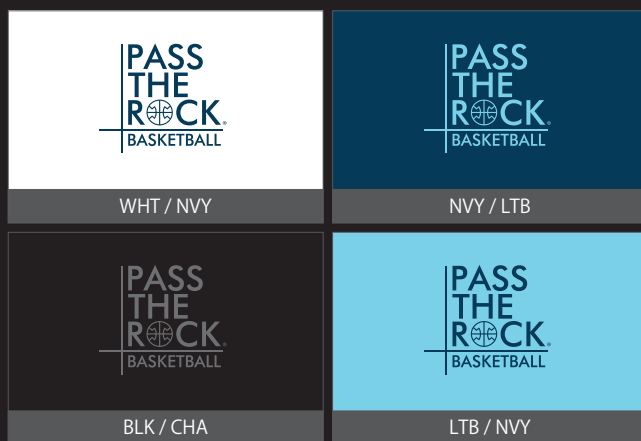 PASS
THE
ROCK®
BASKETBALL
WHT / NVY
PASS
THE
ROCK®
BASKETBALL
NVY / LTB
PASS
THE
ROCK®
BASKETBALL
BLK / CHA
PASS
THE
ROCK®
BASKETBALL
LTB / NVY